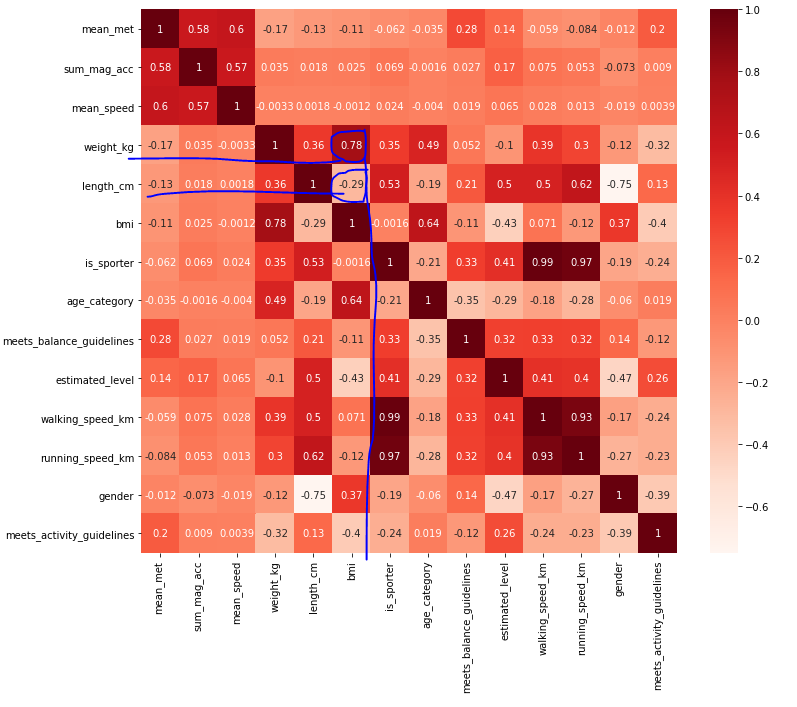 mean_met 1 0.58 0.6 -0.17 -0.13 -0.11 -0.062 -0.035 0.28 0.14 -0.059 -0.084 -0.012 0.2
sum_mag_acc 0.58 1 0.57 0.035 0.018 0.025 0.069 -0.0016 0.027 0.17 0.075 0.053 -0.073 0.009
mean_speed 0.6 0.57 1 -0.0033 0.0018 -0.0012 0.024 -0.004 0.019 0.065 0.028 0.013 -0.019 0.0039
weight_kg -0.17 0.035 -0.0033 1 0.36 0.78 0.35 0.49 0.052 -0.1 0.39 0.3 -0.12 -0.32
length_cm -0.13 0.018 0.0018 0.36 1 -0.29 0.53 -0.19 0.21 0.5 0.5 0.62 -0.75 0.13
bmi -0.11 0.025 -0.0012 0.78 -0.29 1 -0.0016 0.64 -0.11 -0.43 0.071 -0.12 0.37 -0.4
is_sporter -0.062 0.069 0.024 0.35 0.53 -0.0016 1 -0.21 0.33 0.41 0.99 0.97 -0.19 -0.24
age_category -0.035 -0.0016 -0.004 0.49 -0.19 0.64 -0.21 1 -0.35 -0.29 -0.18 -0.28 -0.06 0.019
meets_balance_guidelines 0.28 0.027 0.019 0.052 0.21 -0.11 0.33 -0.35 1 0.32 0.33 0.32 0.14 -0.12
estimated_level 0.14 0.17 0.065 -0.1 0.5 -0.43 0.41 -0.29 0.32 1 0.41 0.4 -0.47 0.26
walking_speed_km -0.059 0.075 0.028 0.39 0.5 0.071 0.99 -0.18 0.33 0.41 1 0.93 -0.17 -0.24
running_speed_km -0.084 0.053 0.013 0.3 0.62 -0.12 0.97 -0.28 0.32 0.4 0.93 1 -0.27 -0.23
gender -0.012 -0.073 -0.019 -0.12 -0.75 0.37 -0.19 -0.06 0.14 -0.47 -0.17 -0.27 1 -0.39
meets_activity_guidelines 0.2 0.009 0.0039 -0.32 0.13 -0.4 -0.24 0.019 -0.12 0.26 -0.24 -0.23 -0.39 1
mean_met
sum_mag_acc
mean_speed
weight_kg
length_cm
bmi
is_sporter
age_category
meets_balance_guidelines
estimated_level
walking_speed_km
running_speed_km
gender
meets_activity_guidelines
1.0
0.8
0.6
0.4
0.2
0.0
−0.2
−0.4
−0.6